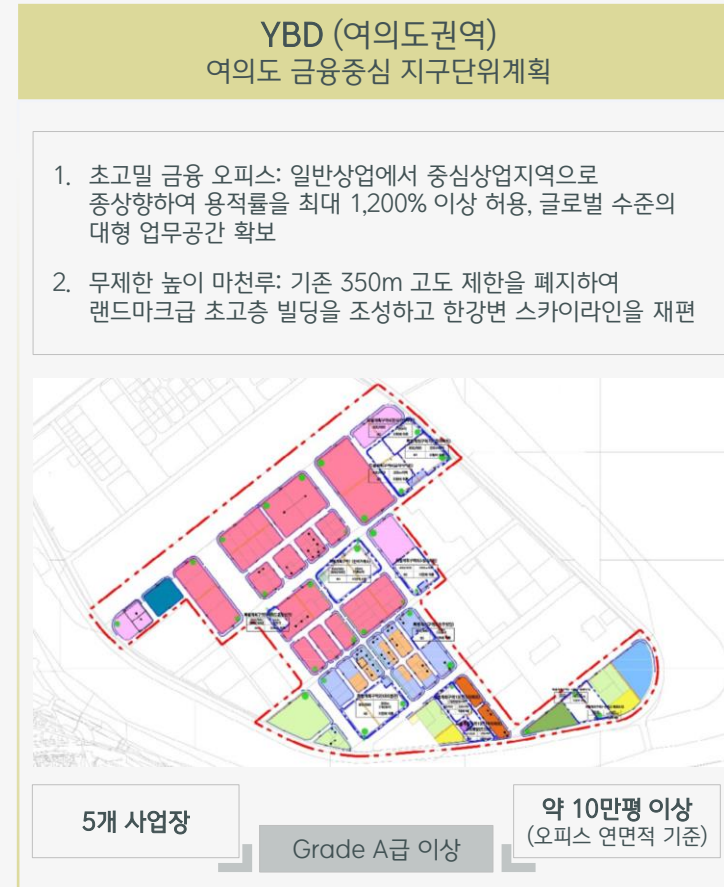 YBD (여의도권역)
여의도 금융중심 지구단위계획
1. 초고밀 금융 오피스: 일반상업에서 중심상업지역으로
종상향하여 용적률을 최대 1,200% 이상 허용, 글로벌 수준의
대형 업무공간 확보
2. 무제한 높이 마천루: 기존 350m 고도 제한을 폐지하여
랜드마크급 초고층 빌딩을 조성하고 한강변 스카이라인을 재편
5개 사업장
약 10만평 이상
(오피스 연면적 기준)
Grade A급 이상